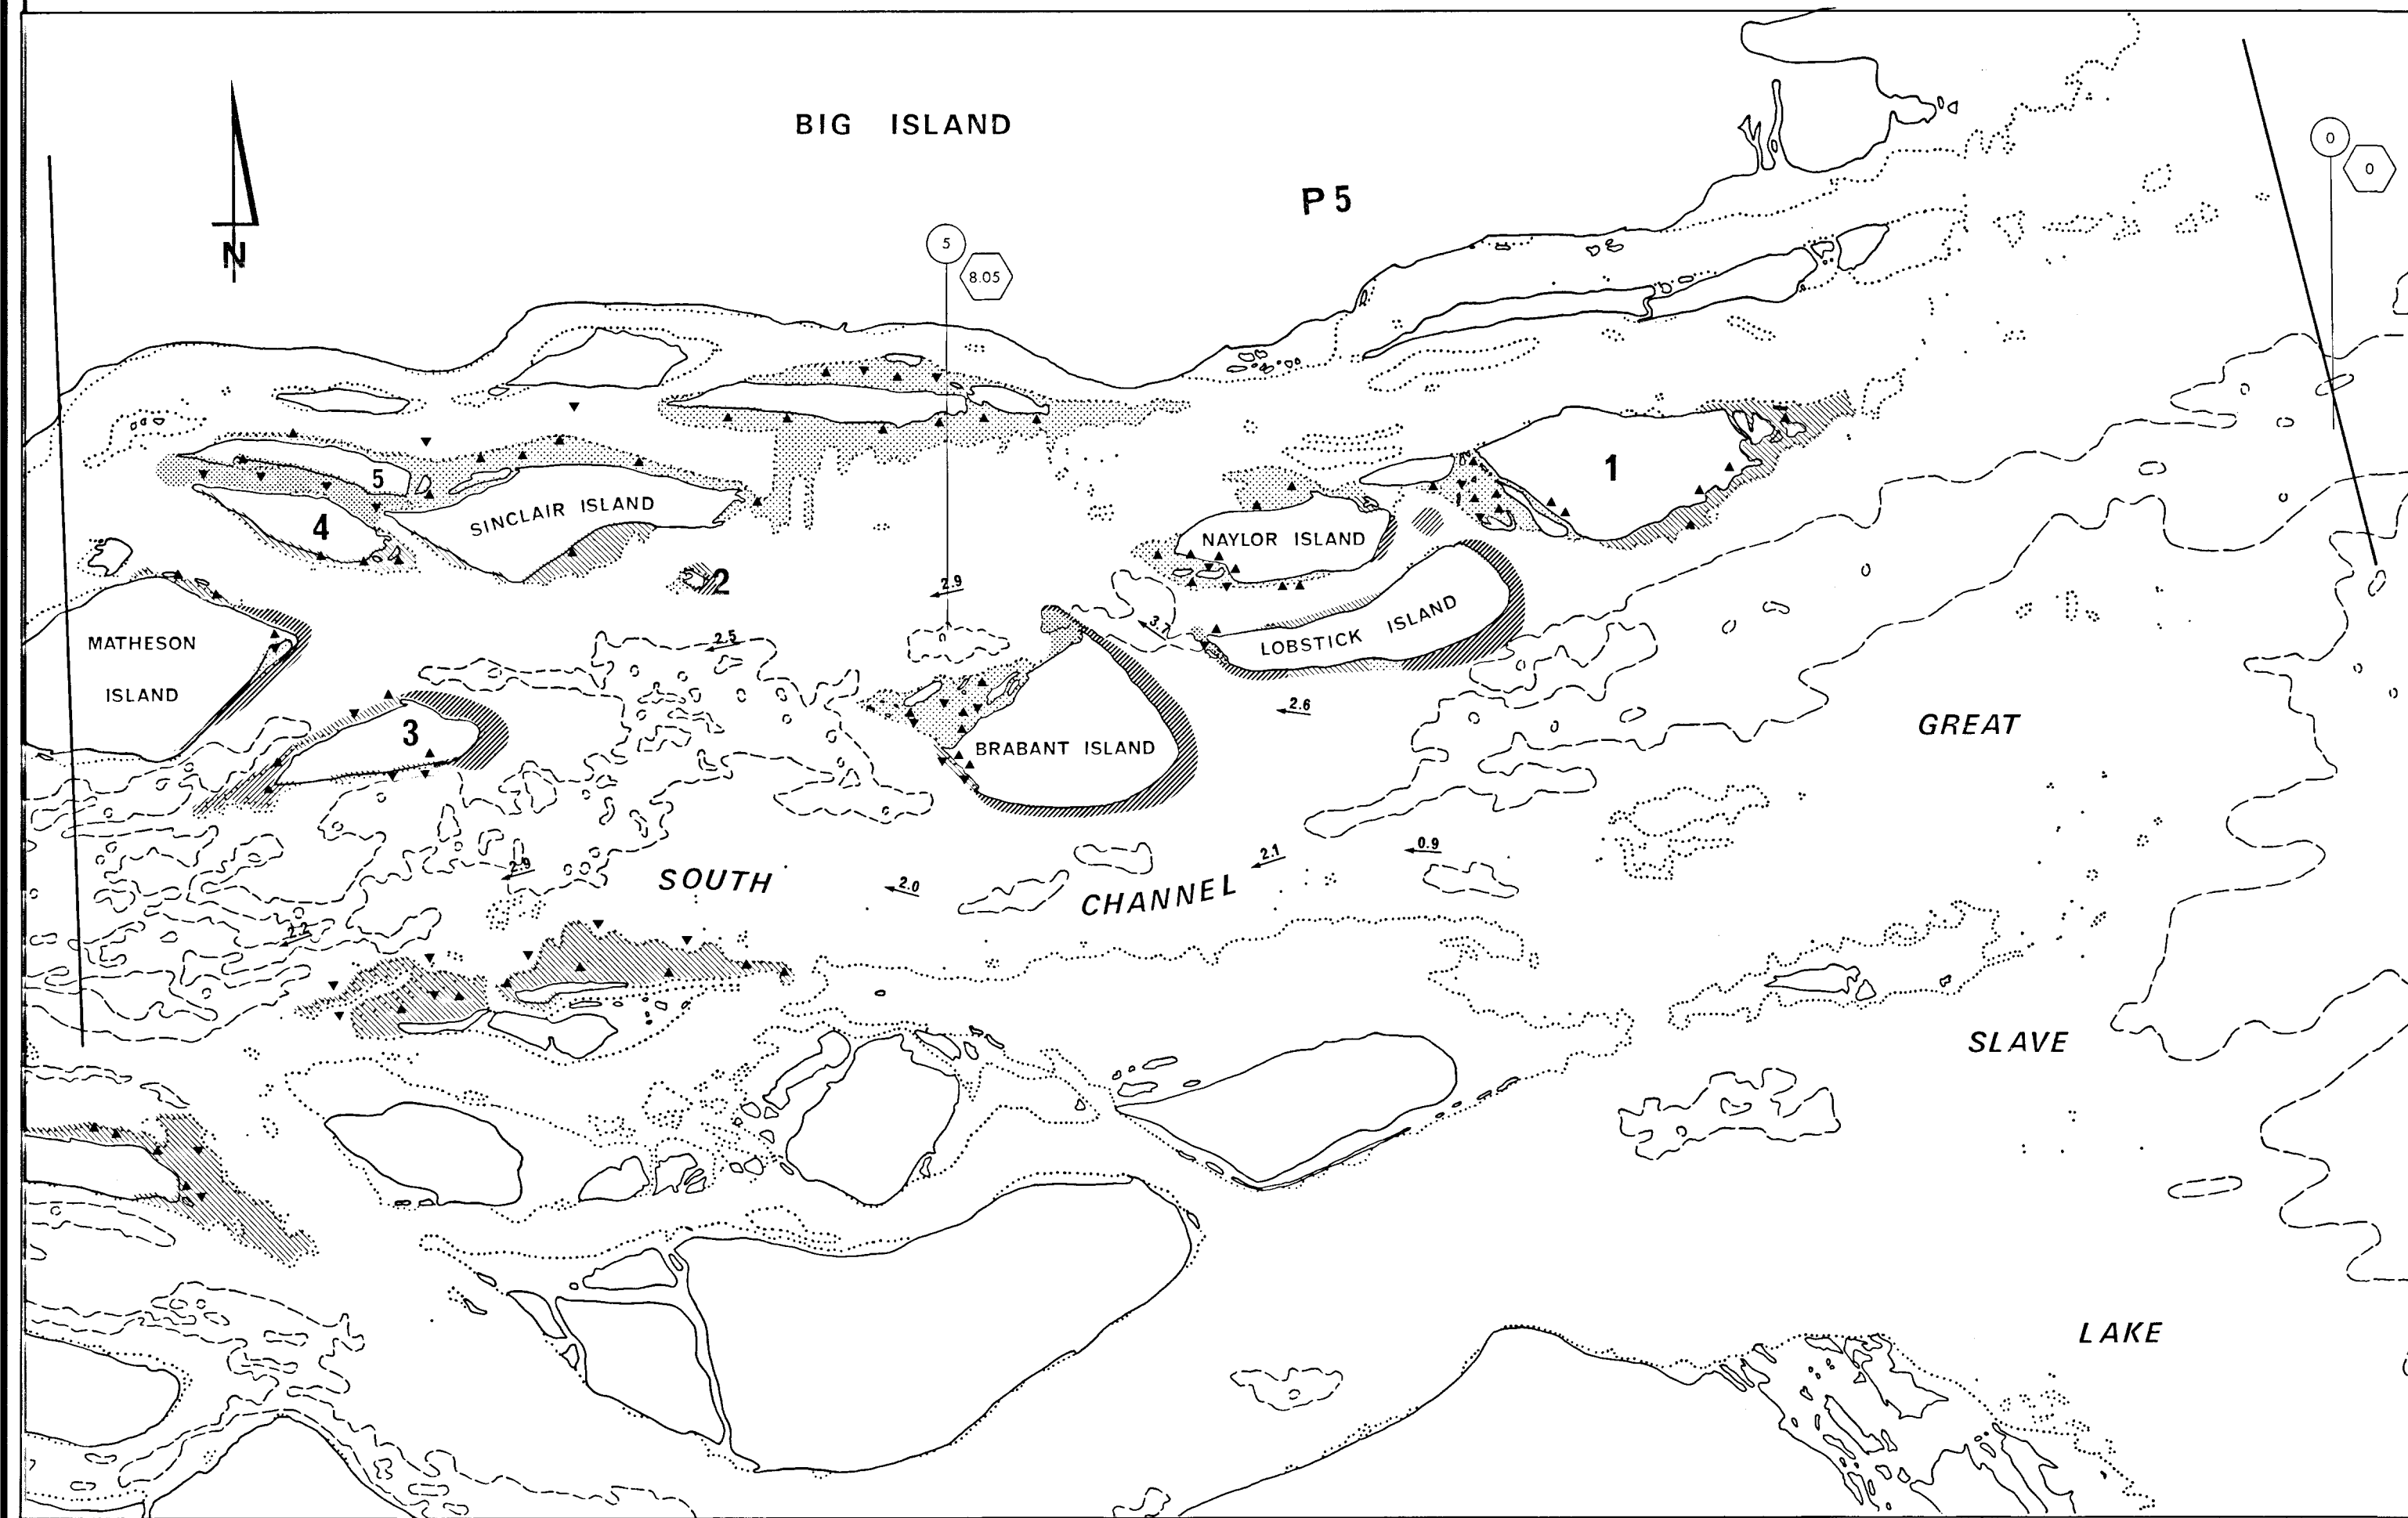 BIG ISLAND
0
0
P 5
5
8.05
N
5
1
SINCLAIR ISLAND
4
NAYLOR ISLAND
2
2.9
3.7
LOBSTICK ISLAND
2.5
MATHESON
ISLAND
2.6
3
BRABANT ISLAND
GREAT
0.9
2.1
2.9
SOUTH
2.0
CHANNEL
2.2
SLAVE
LAKE